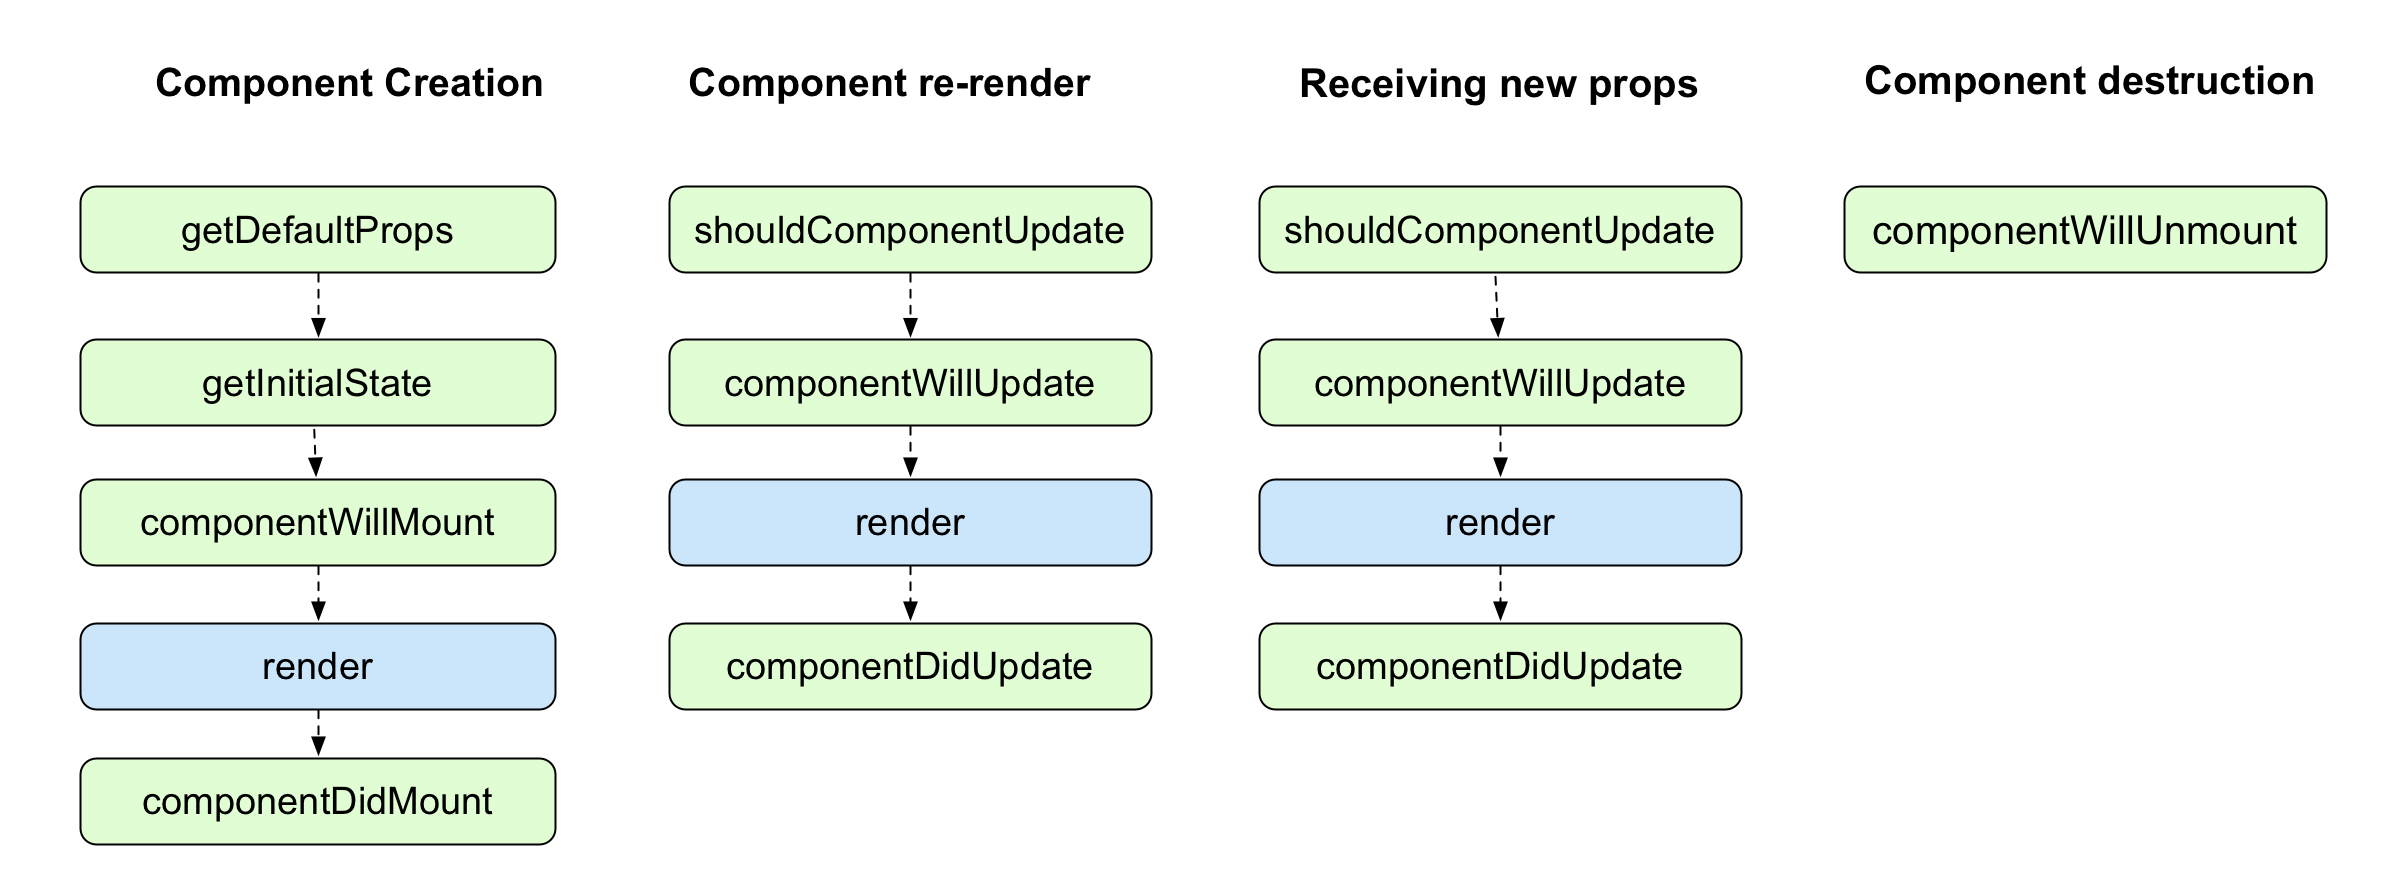 Component Creation
getDefaultProps
getInitialState
componentWillMount
render
componentDidMount
Component re-render
shouldComponentUpdate
componentWillUpdate
render
componentDidUpdate
Receiving new props
shouldComponentUpdate
componentWillUpdate
render
componentDidUpdate
Component destruction
componentWillUnmount